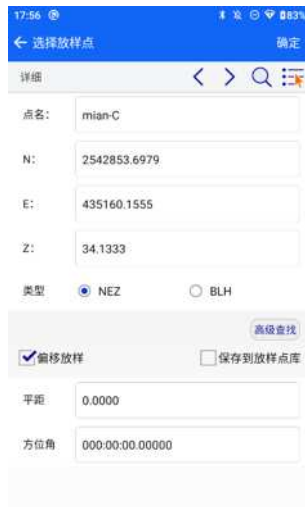 17:56 83%
← 选择放样点 确定
详细
点名: mian-C
N: 2542853.6979
E: 435160.1555
Z: 34.1333
类型 NEZ BLH
高级查找
偏移放样 保存到放样点库
平距 0.0000
方位角 000:00:00.00000